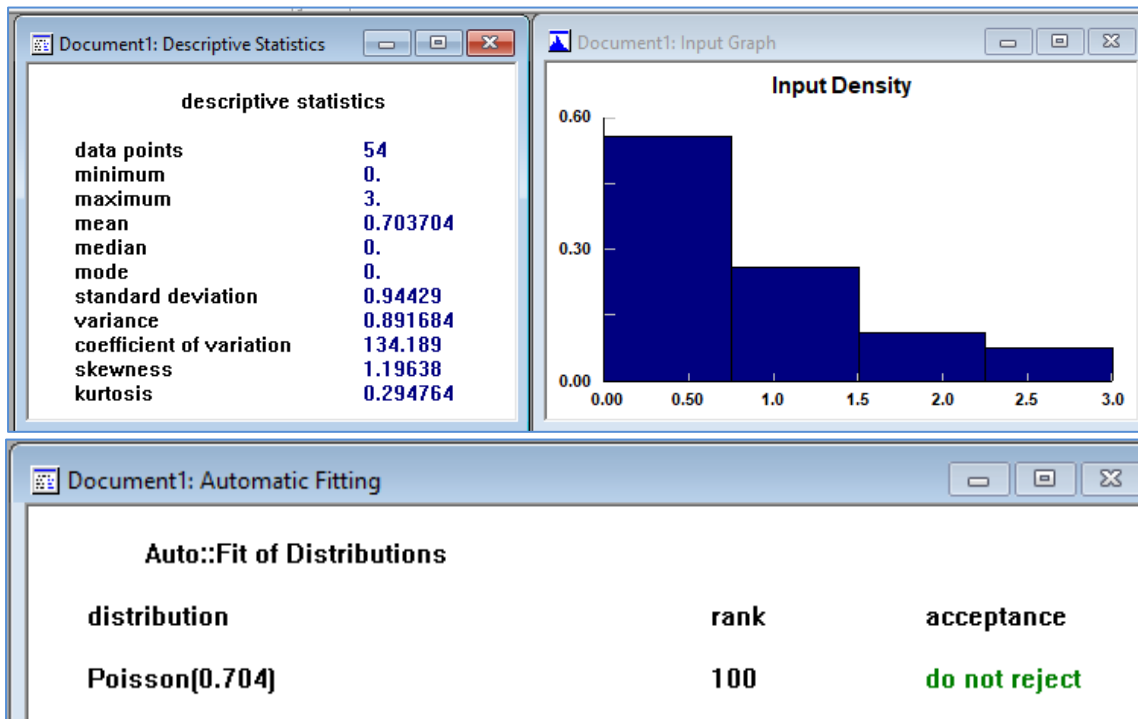 Document1: Descriptive Statistics
descriptive statistics
data points 54
minimum 0.
maximum 3.
mean 0.703704
median 0.
mode 0.
standard deviation 0.94429
variance 0.891684
coefficient of variation 134.189
skewness 1.19638
kurtosis 0.294764
Document1: Input Graph
Input Density
0.60
0.30
0.00
0.00 0.50 1.0 1.5 2.0 2.5 3.0
Document1: Automatic Fitting
Auto::Fit of Distributions
distribution rank acceptance
Poisson(0.704) 100 do not reject